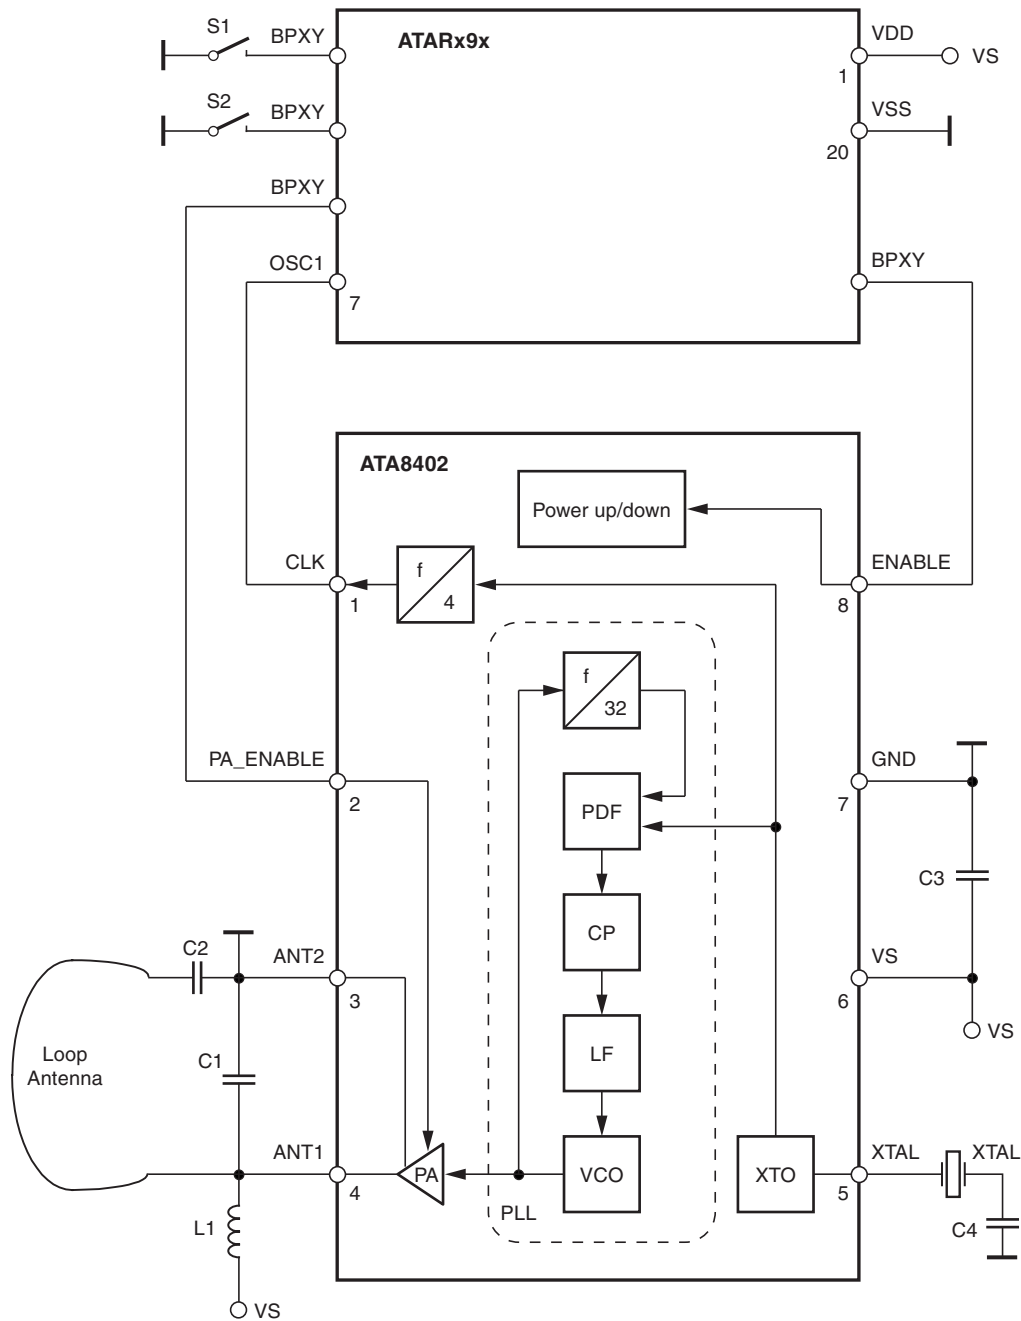 S1
BPXY
ATARx9x
VDD
1
VS
S2
BPXY
VSS
20
BPXY
OSC1
7
BPXY
ATA8402
Power up/down
CLK
1
f
4
ENABLE
8
f
32
PA_ENABLE
2
PDF
GND
7
C3
CP
C2
ANT2
3
VS
6
VS
Loop
Antenna
C1
LF
ANT1
4
PA
VCO
XTO
XTAL
5
XTAL
PLL
L1
C4
VS